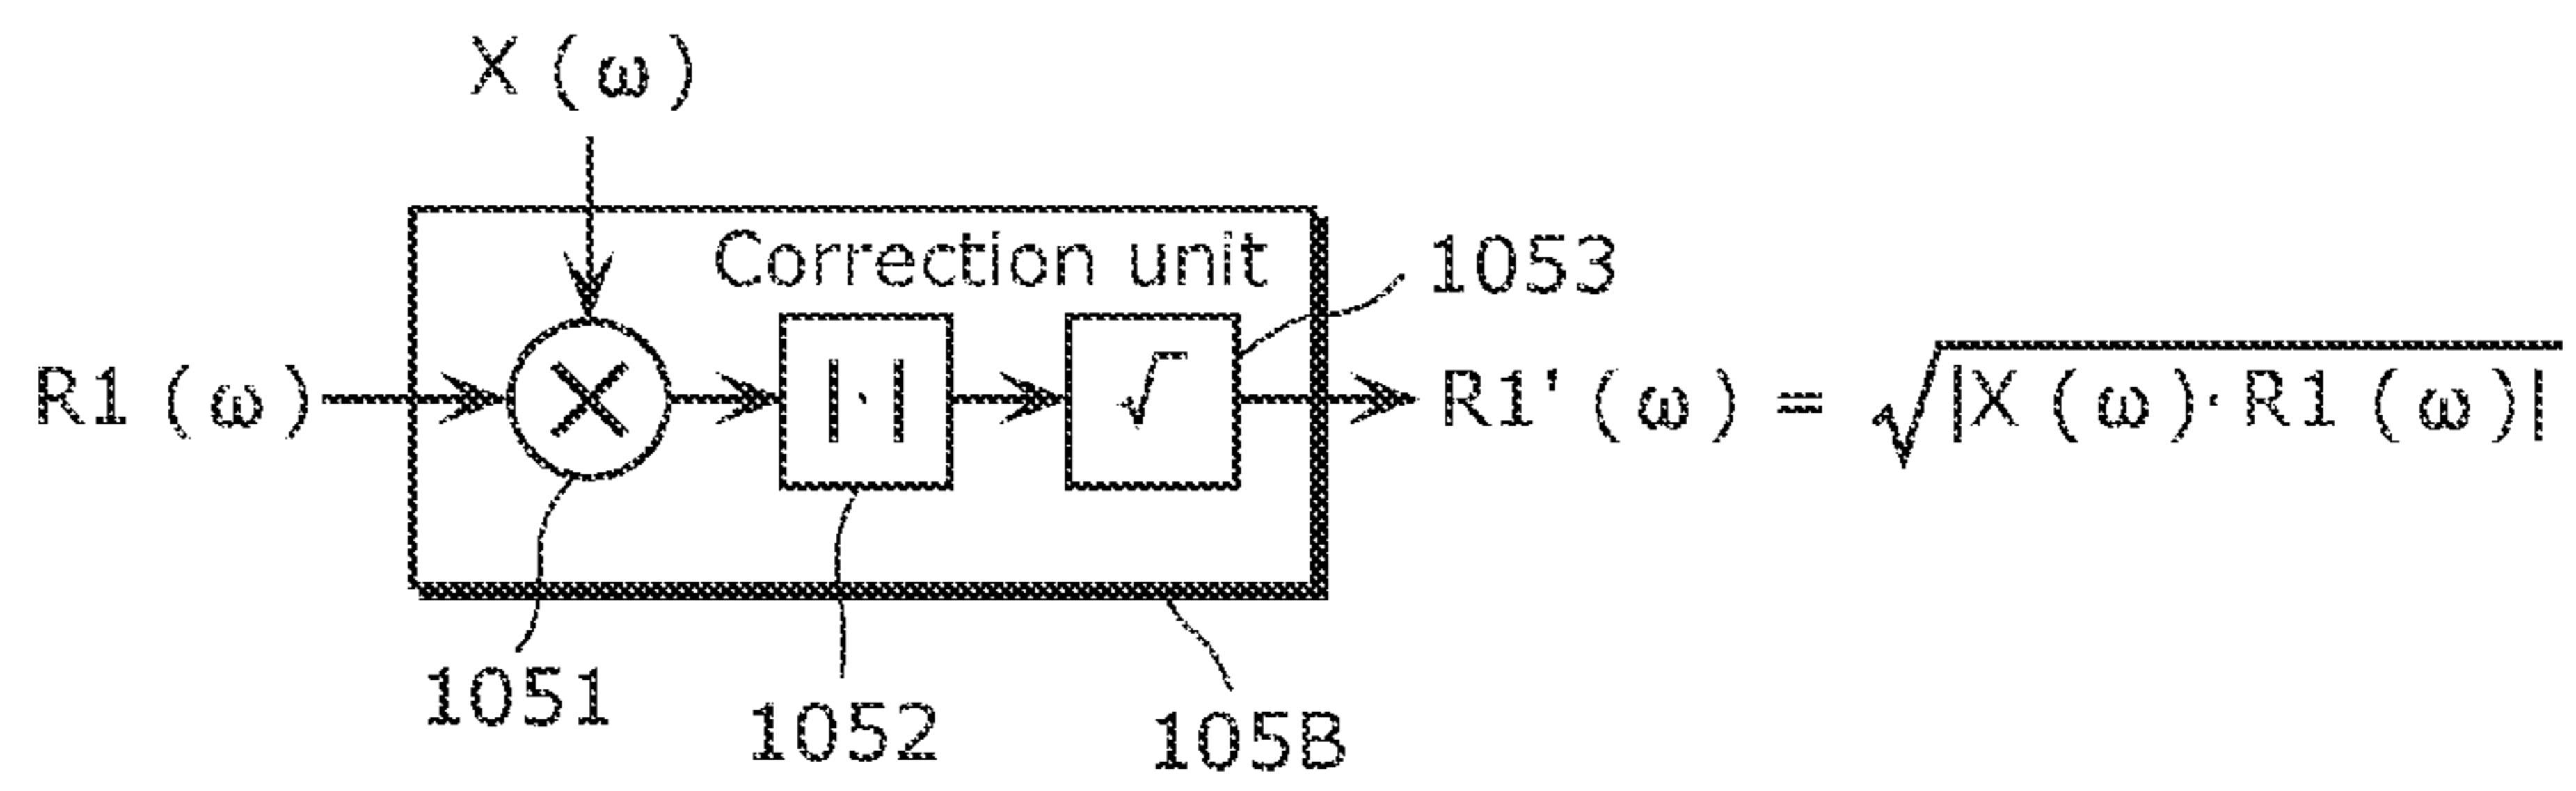 X (ω)
Correction unit
1053
R1 (ω)
×
|·|
√
R1' (ω) = √|X (ω)· R1 (ω)|
1051
1052
105B